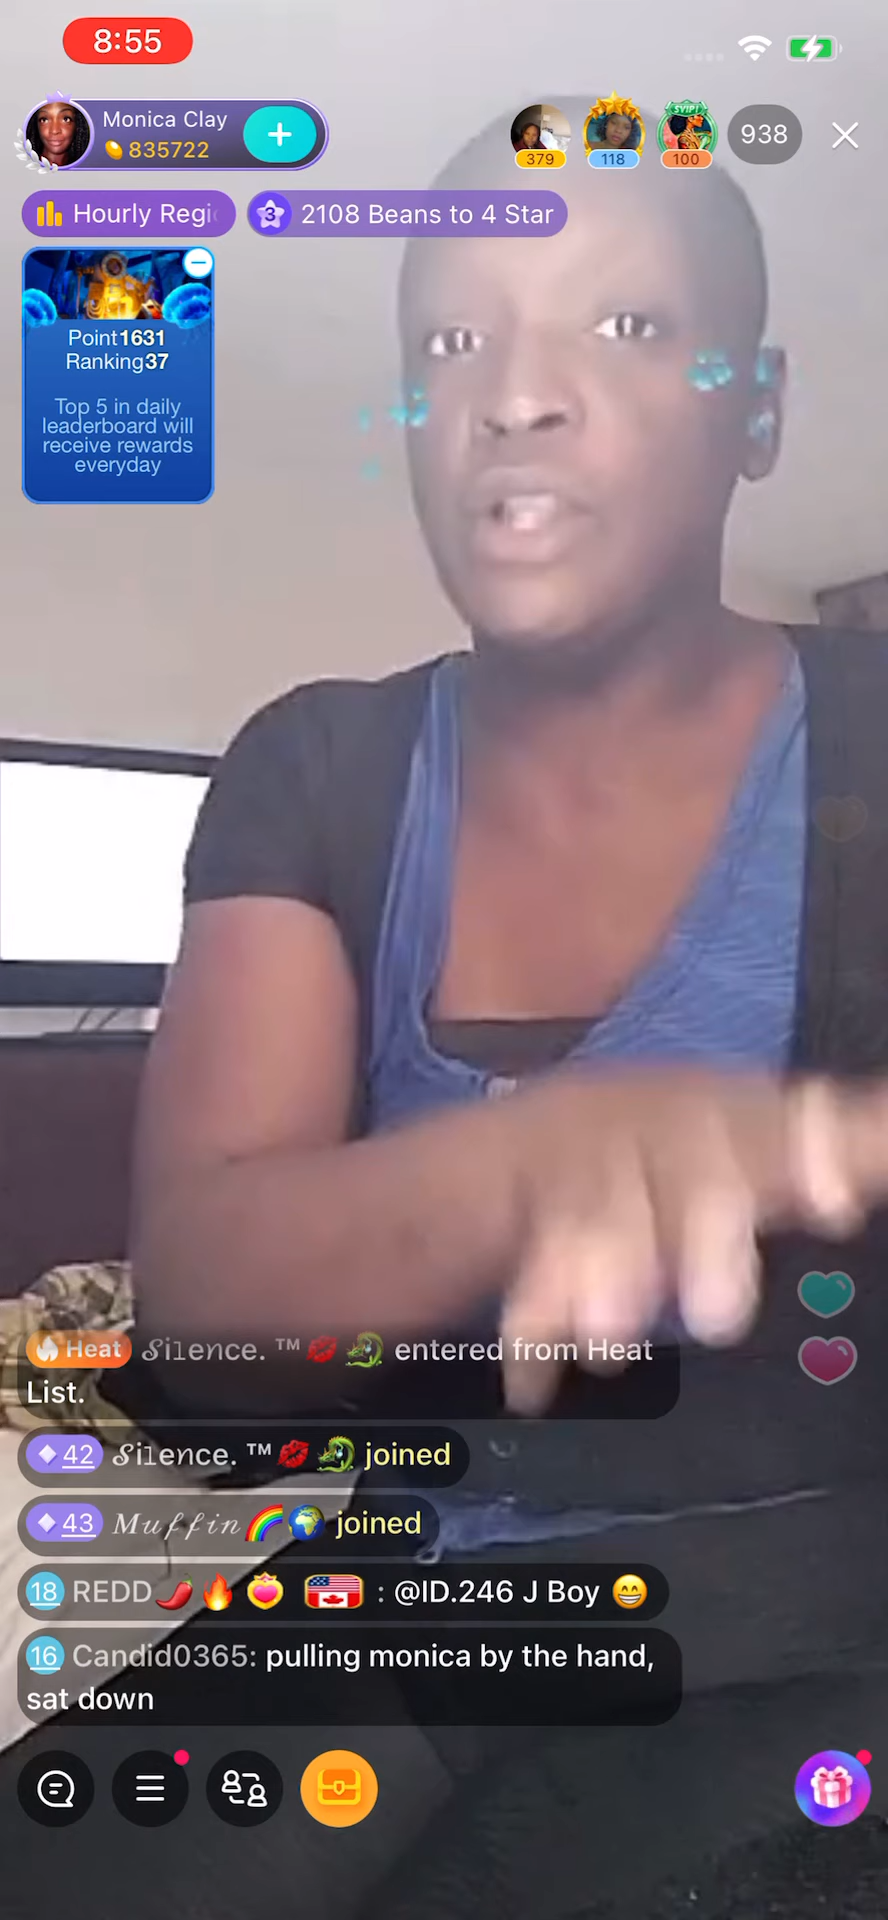 8:55
Monica Clay
835722
379
118
SVIP1
100
938
Hourly Regi
3
2108 Beans to 4 Star
Point1631
Ranking37
Top 5 in daily
leaderboard will
receive rewards
everyday
Heat 𝒮ilence. ™💋🐉 entered from Heat
List.
42 𝒮ilence. ™💋🐉 joined
43 𝑀𝑢𝑓𝑓𝑖𝑛🌈🌍 joined
18 REDD🌶️🔥 🍑 🇺🇸🇨🇦 : @ID.246 J Boy 😁
16 Candid0365: pulling monica by the hand,
sat down